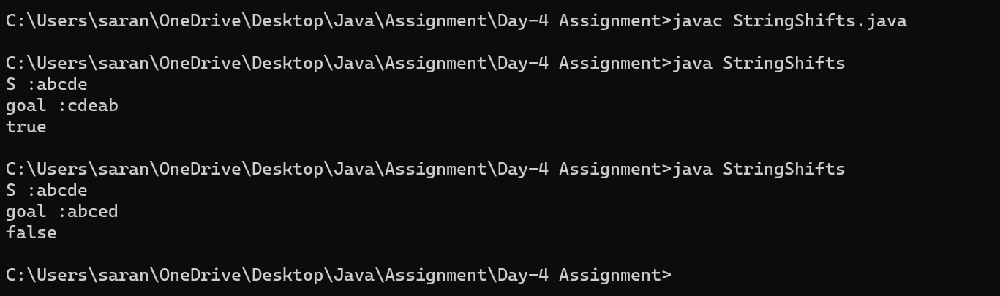 C:\Users\saran\OneDrive\Desktop\Java\Assignment\Day-4 Assignment>javac StringShifts.java
C:\Users\saran\OneDrive\Desktop\Java\Assignment\Day-4 Assignment>java StringShifts
S :abcde
goal :cdeab
true
C:\Users\saran\OneDrive\Desktop\Java\Assignment\Day-4 Assignment>java StringShifts
S :abcde
goal :abced
false
C:\Users\saran\OneDrive\Desktop\Java\Assignment\Day-4 Assignment>